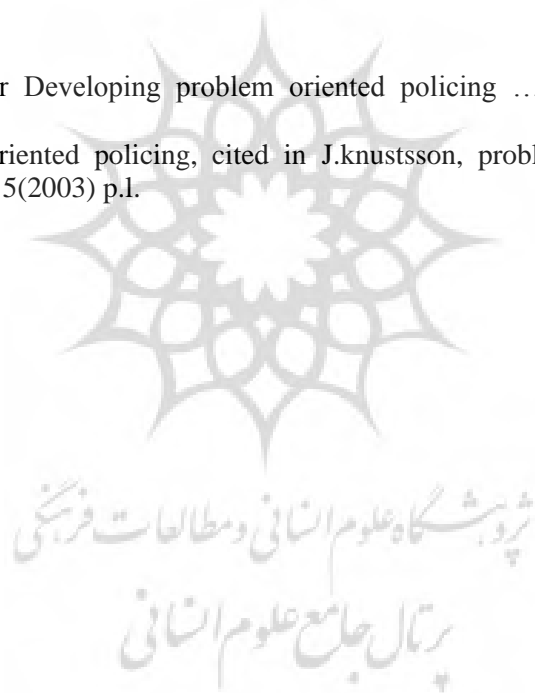 r Developing problem oriented policing …
riented policing, cited in J.knustsson, probl
5(2003) p.l.
پژوهشگاه علوم انسانی و مطالعات فرهنگی
پرتال جامع علوم انسانی